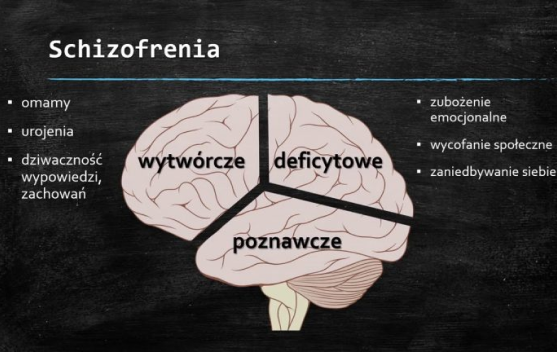 Schizofrenia
omamy
urojenia
dziwaczność
wypowiedzi,
zachowań
wytwórcze
deficytowe
poznawcze
zubożenie
emocjonalne
wycofanie społeczne
zaniedbywanie siebie